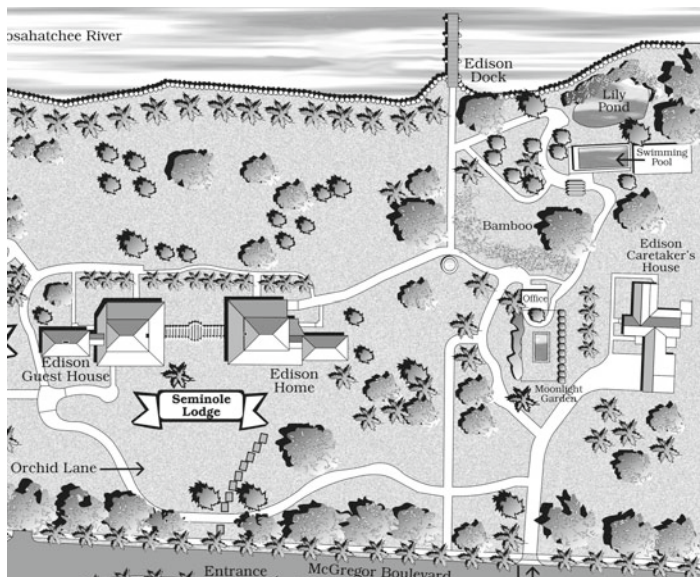 osahatchee River
Edison
Dock
Lily
Pond
Swimming
Pool
Bamboo
Edison
Caretaker's
House
Office
Edison
Guest House
Edison
Home
Moonlight
Garden
Seminole
Lodge
Orchid Lane
Entrance
McGregor Boulevard